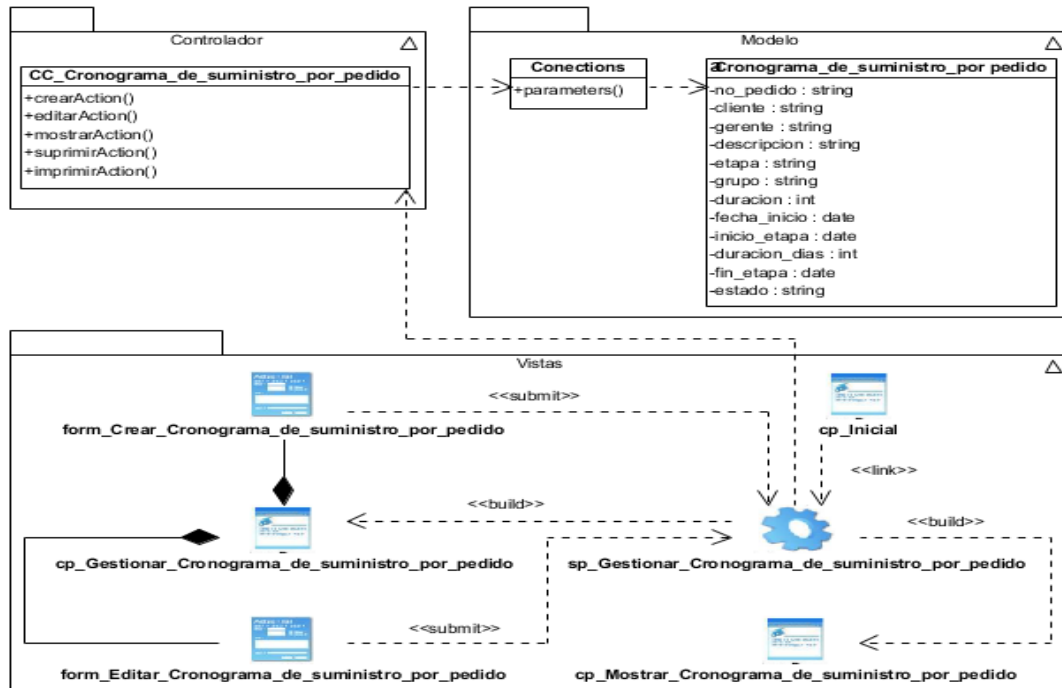 Controlador
CC_Cronograma_de_suministro_por_pedido
+crearAction()
+editarAction()
+mostrarAction()
+suprimirAction()
+imprimirAction()
Modelo
Conections
+parameters()
Cronograma_de_suministro_por pedido
-no_pedido : string
-cliente : string
-gerente : string
-descripcion : string
-etapa : string
-grupo : string
-duracion : int
-fecha_inicio : date
-inicio_etapa : date
-duracion_dias : int
-fin_etapa : date
-estado : string
Vistas
form_Crear_Cronograma_de_suministro_por_pedido
<<submit>>
cp_Inicial
<<link>>
<<build>>
<<build>>
cp_Gestionar_Cronograma_de_suministro_por_pedido
sp_Gestionar_Cronograma_de_suministro_por_pedido
<<submit>>
form_Editar_Cronograma_de_suministro_por_pedido
cp_Mostrar_Cronograma_de_suministro_por_pedido